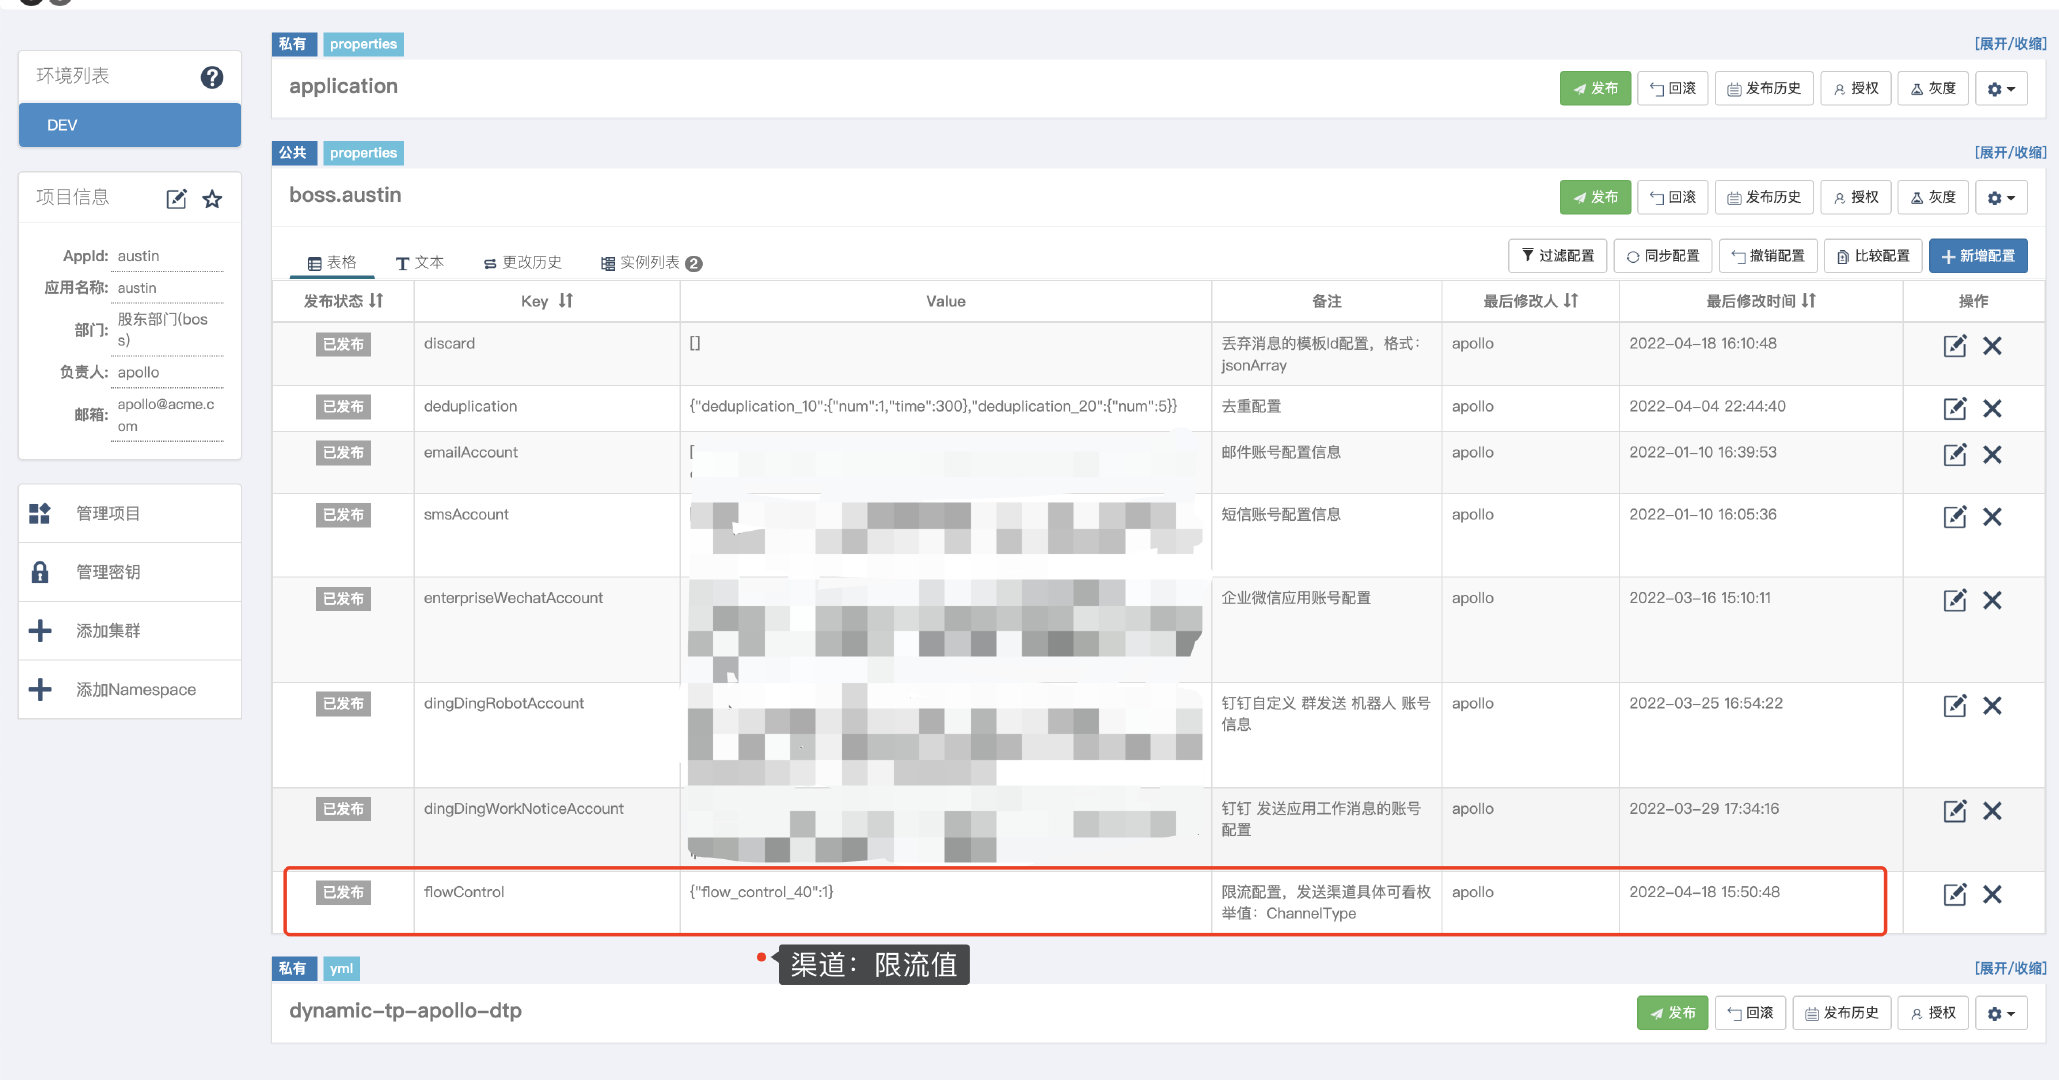 环境列表
DEV
项目信息
AppId: austin
应用名称: austin
部门: 股东部门(bos
s)
负责人: apollo
邮箱: apollo@acme.c
om
管理项目
管理密钥
添加集群
添加Namespace
私有 properties [展开/收缩]
application 发布 回滚 发布历史 授权 灰度
公共 properties [展开/收缩]
boss.austin 发布 回滚 发布历史 授权 灰度
表格 文本 更改历史 实例列表 2 过滤配置 同步配置 撤销配置 比较配置 新增配置
发布状态 Key Value 备注 最后修改人 最后修改时间 操作
已发布 discard [] 丢弃消息的模板Id配置，格式： apollo 2022-04-18 16:10:48
jsonArray
已发布 deduplication {"deduplication_10":{"num":1,"time":300},"deduplication_20":{"num":5}} 去重配置 apollo 2022-04-04 22:44:40
已发布 emailAccount [ 邮件账号配置信息 apollo 2022-01-10 16:39:53
已发布 smsAccount 短信账号配置信息 apollo 2022-01-10 16:05:36
已发布 enterpriseWechatAccount 企业微信应用账号配置 apollo 2022-03-16 15:10:11
已发布 dingDingRobotAccount 钉钉自定义 群发送 机器人 账号 apollo 2022-03-25 16:54:22
信息
已发布 dingDingWorkNoticeAccount 钉钉 发送应用工作消息的账号 apollo 2022-03-29 17:34:16
配置
已发布 flowControl {"flow_control_40":1} 限流配置，发送渠道具体可看枚 apollo 2022-04-18 15:50:48
举值：ChannelType
渠道：限流值
私有 yml [展开/收缩]
dynamic-tp-apollo-dtp 发布 回滚 发布历史 授权